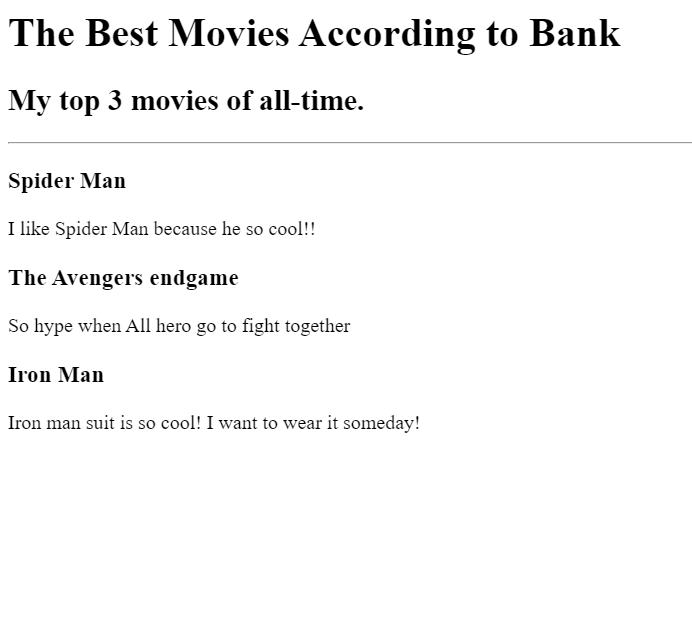 The Best Movies According to Bank
My top 3 movies of all-time.
Spider Man
I like Spider Man because he so cool!!
The Avengers endgame
So hype when All hero go to fight together
Iron Man
Iron man suit is so cool! I want to wear it someday!